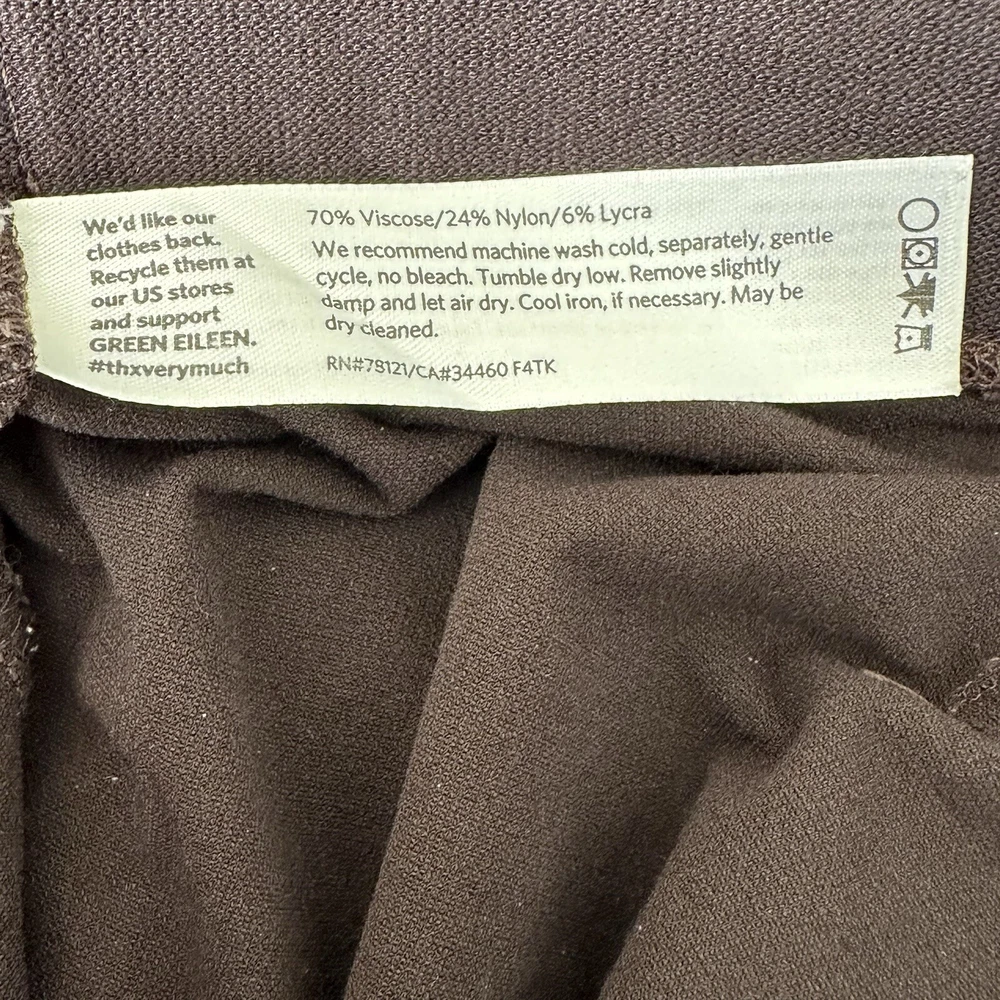 We'd like our
clothes back.
Recycle them at
our US stores
and support
GREEN EILEEN.
#thxverymuch
70% Viscose/24% Nylon/6% Lycra
We recommend machine wash cold, separately, gentle
cycle, no bleach. Tumble dry low. Remove slightly
damp and let air dry. Cool iron, if necessary. May be
dry cleaned.
RN#78121/CA#34460 F4TK